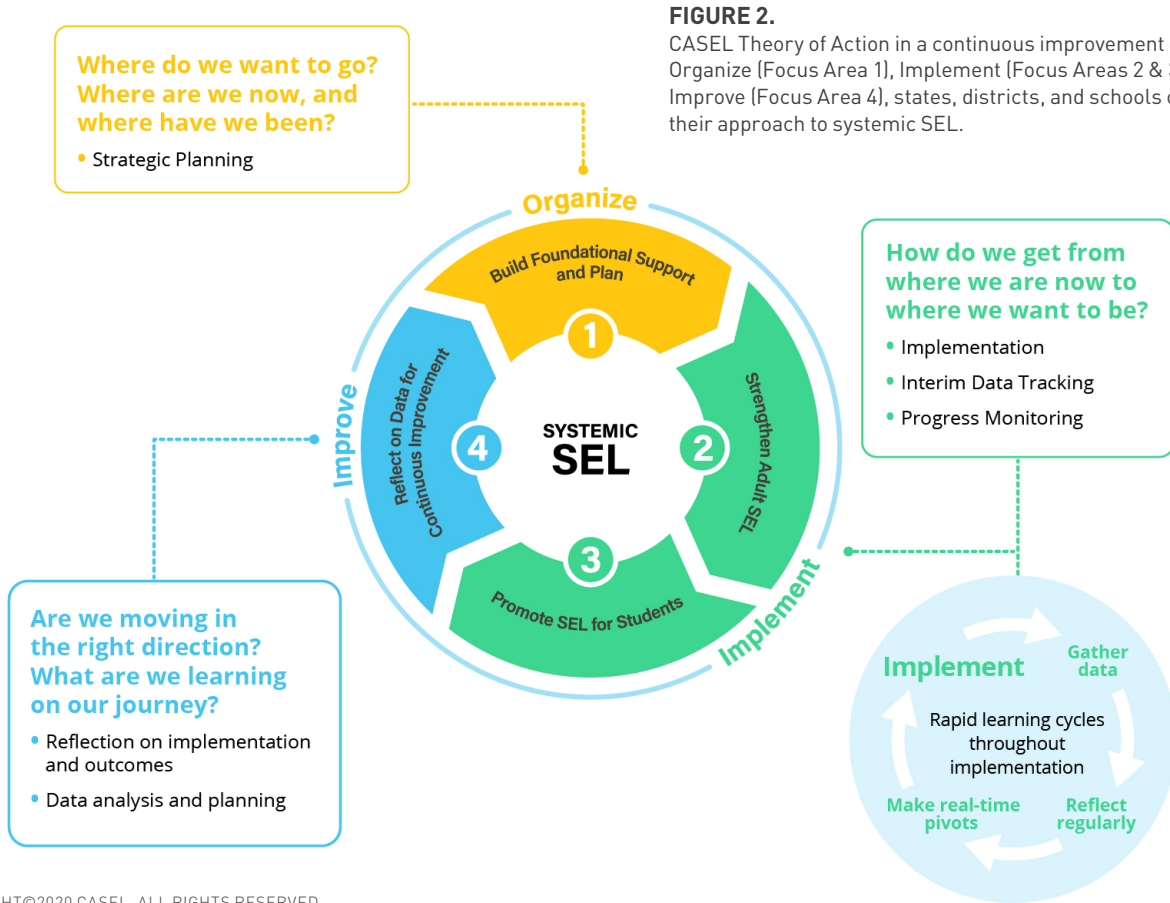 FIGURE 2.
CASEL Theory of Action in a continuous improvement
Organize (Focus Area 1), Implement (Focus Areas 2 &
Improve (Focus Area 4), states, districts, and schools
their approach to systemic SEL.
Where do we want to go?
Where are we now, and
where have we been?
• Strategic Planning
Organize
Build Foundational Support
and Plan
1
How do we get from
where we are now to
where we want to be?
• Implementation
• Interim Data Tracking
• Progress Monitoring
Strengthen Adult SEL
2
SYSTEMIC
SEL
Implement
Promote SEL for Students
3
Improve
Reflect on Data for
Continuous Improvement
4
Are we moving in
the right direction?
What are we learning
on our journey?
• Reflection on implementation
and outcomes
• Data analysis and planning
Implement
Gather
data
Rapid learning cycles
throughout
implementation
Make real-time
pivots
Reflect
regularly
©2020 CASEL. ALL RIGHTS RESERVED.